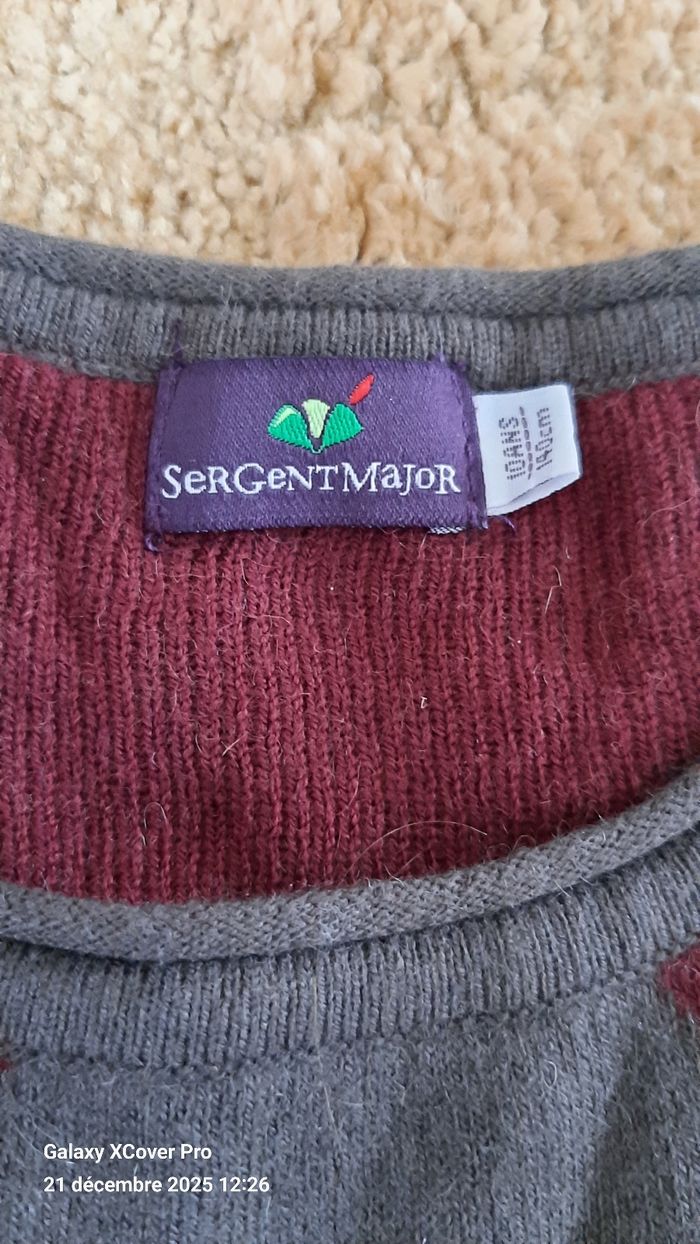 SeRGeNTMaJoR
10ANS
140cm
Galaxy XCover Pro
21 décembre 2025 12:26